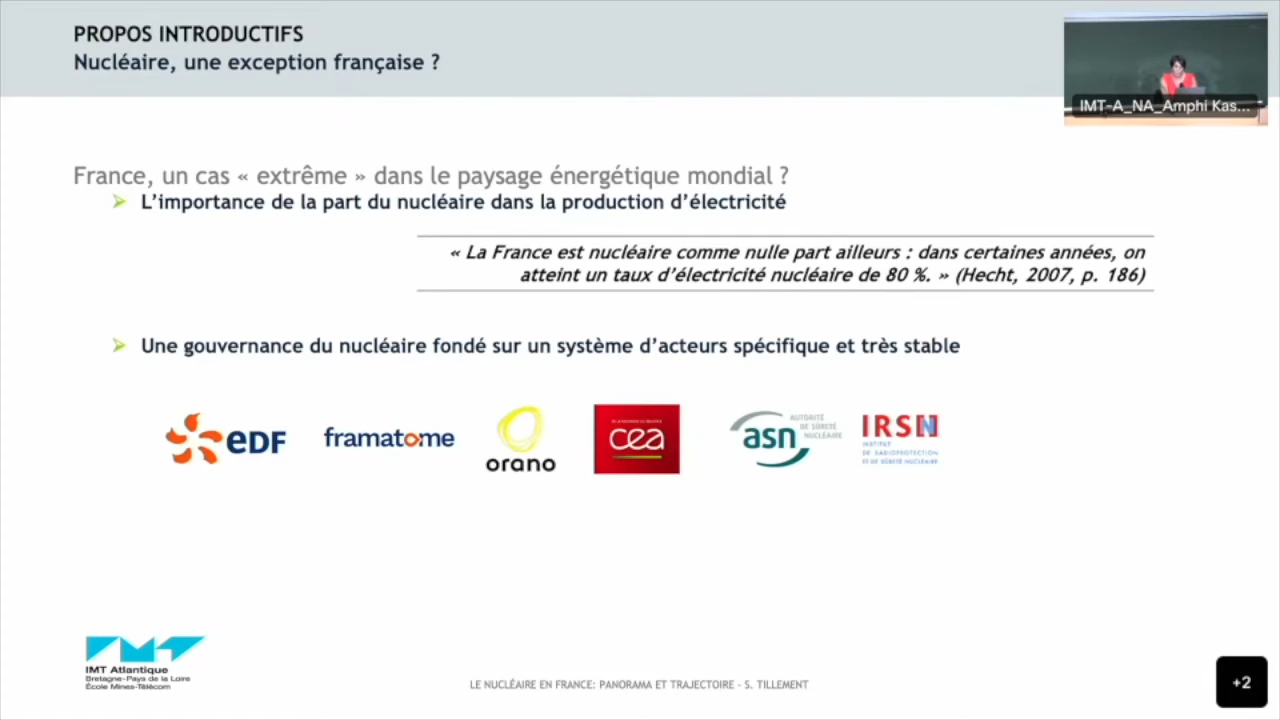 PROPOS INTRODUCTIFS
Nucléaire, une exception française ?
IMT-A_NA_Amphi Kas...
France, un cas « extrême » dans le paysage énergétique mondial ?
L'importance de la part du nucléaire dans la production d'électricité
« La France est nucléaire comme nulle part ailleurs : dans certaines années, on
atteint un taux d'électricité nucléaire de 80 %. » (Hecht, 2007, p. 186)
Une gouvernance du nucléaire fondé sur un système d'acteurs spécifique et très stable
edf
framatome
orano
cea
asn
AUTORITÉ
DE SÛRETÉ
NUCLÉAIRE
IRSN
INSTITUT
DE RADIOPROTECTION
ET DE SÛRETÉ NUCLÉAIRE
IMT Atlantique
Bretagne-Pays de la Loire
École Mines-Télécom
LE NUCLÉAIRE EN FRANCE: PANORAMA ET TRAJECTOIRE - S. TILLEMENT
+2